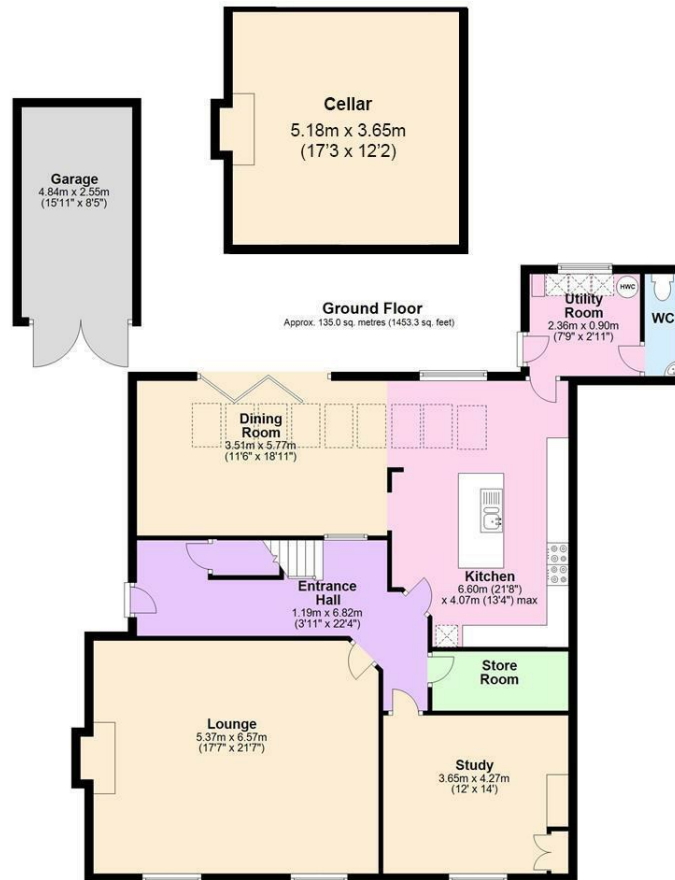 Cellar
5.18m x 3.65m
(17'3 x 12'2)
Garage
4.84m x 2.55m
(15'11" x 8'5")
Ground Floor
Approx. 135.0 sq. metres (1453.3 sq. feet)
HWC
Utility
Room
2.36m x 0.90m
(7'9" x 2'11")
WC
Dining
Room
3.51m x 5.77m
(11'6" x 18'11")
Kitchen
6.60m (21'8")
x 4.07m (13'4") max
Entrance
Hall
1.19m x 6.82m
(3'11" x 22'4")
Store
Room
Lounge
5.37m x 6.57m
(17'7" x 21'7")
Study
3.65m x 4.27m
(12' x 14')